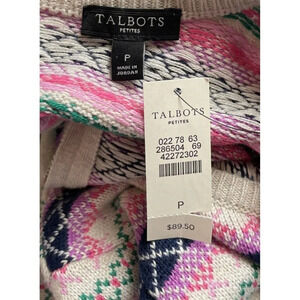 TALBOTS
PETITES
P
MADE IN
JORDAN
TALBOTS
PETITES
022 78 63
286504 69
42272302
P
$89.50